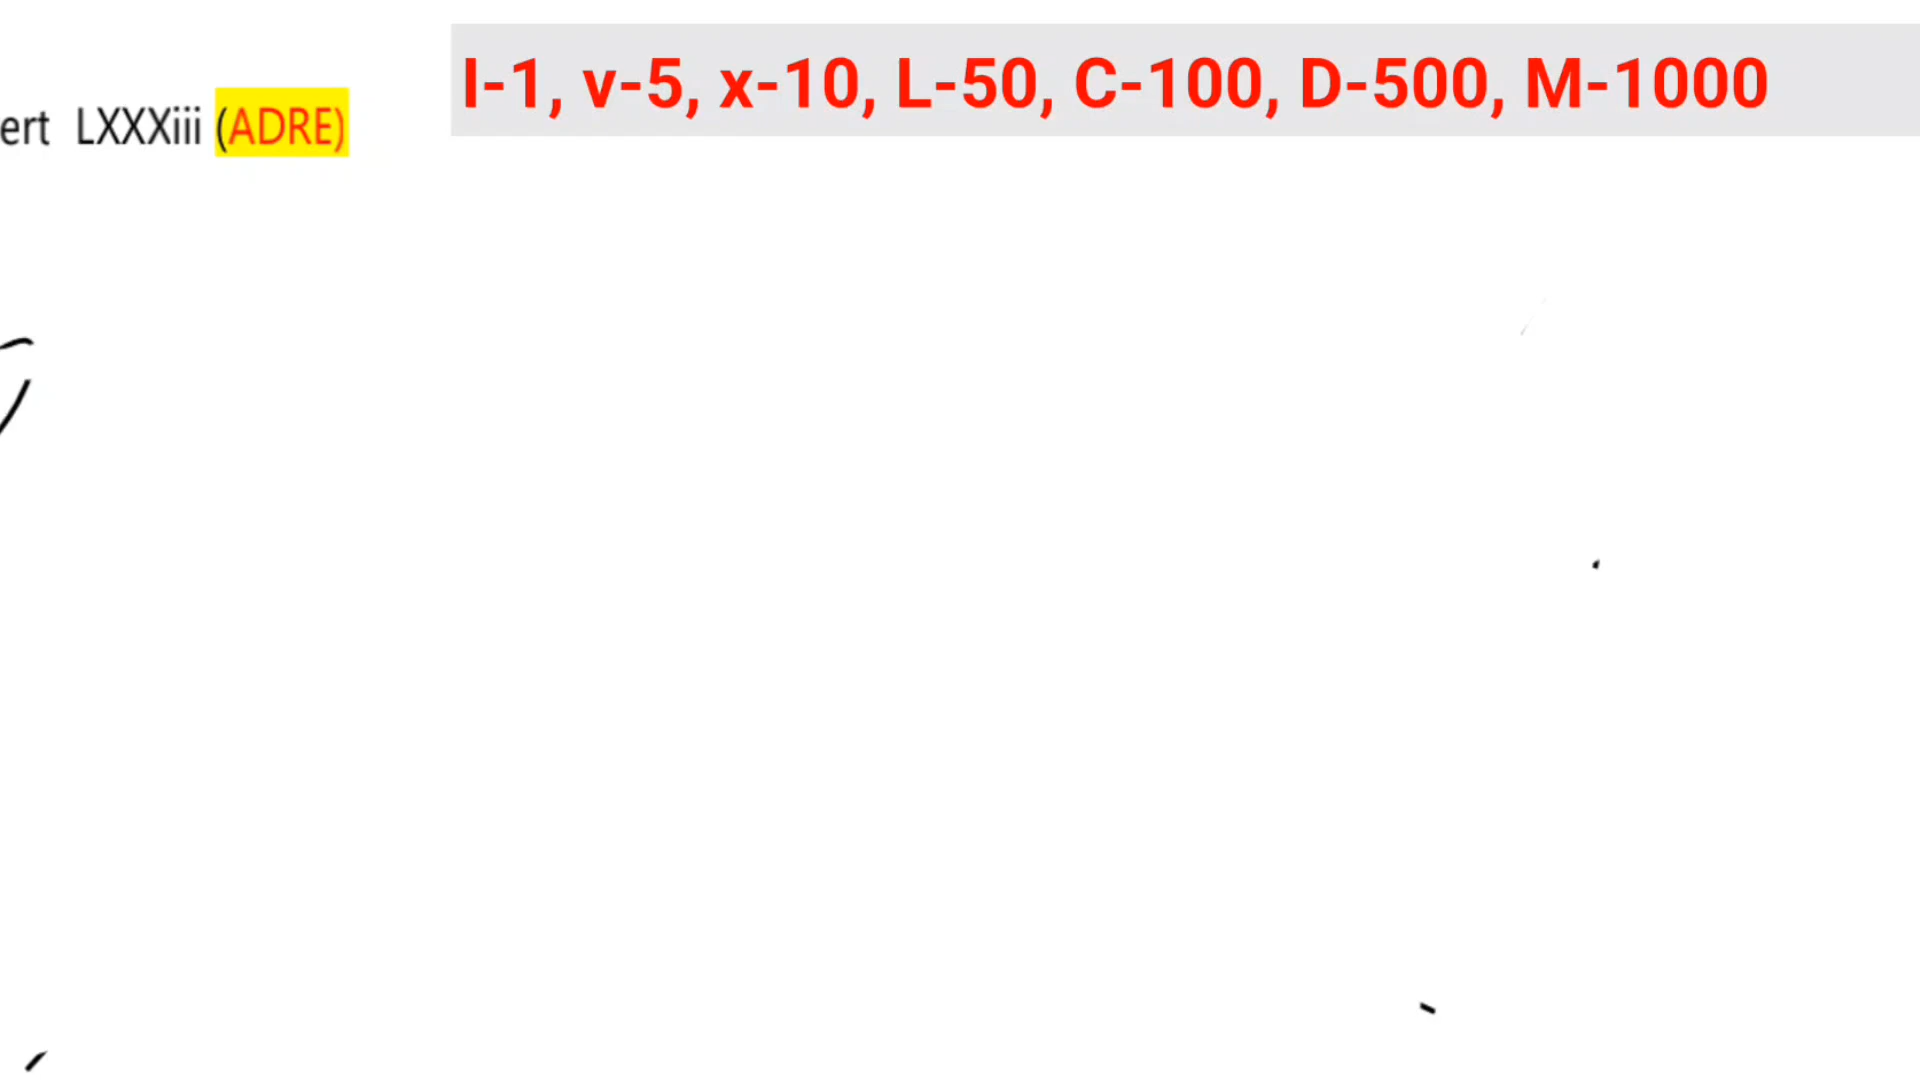 ert LXXXiii (ADRE)
I-1, v-5, x-10, L-50, C-100, D-500, M-1000